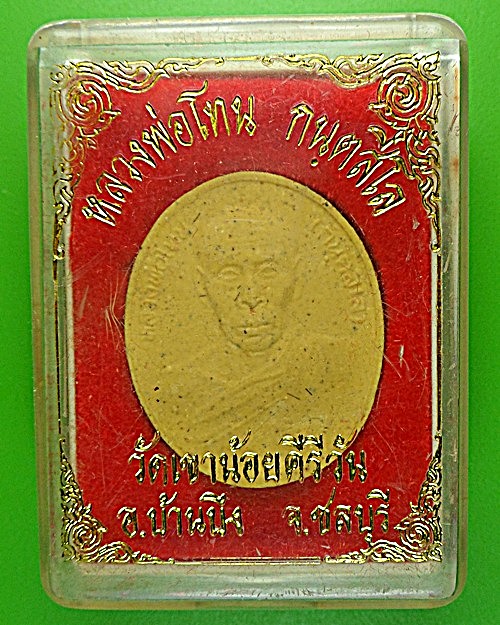 หลวงพ่อโทน กนฺตสีโล
วัดเขาน้อยคีรีวัน
อ.บ้านบึง จ.ชลบุรี